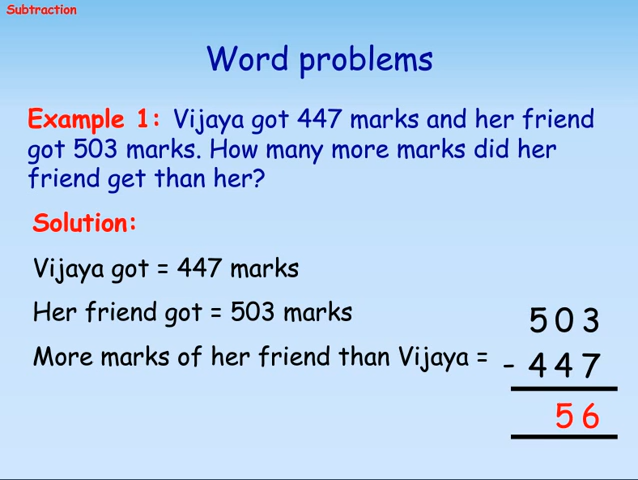 Subtraction
Word problems
Example 1: Vijaya got 447 marks and her friend
got 503 marks. How many more marks did her
friend get than her?
Solution:
Vijaya got = 447 marks
Her friend got = 503 marks
More marks of her friend than Vijaya =
503
- 447
56